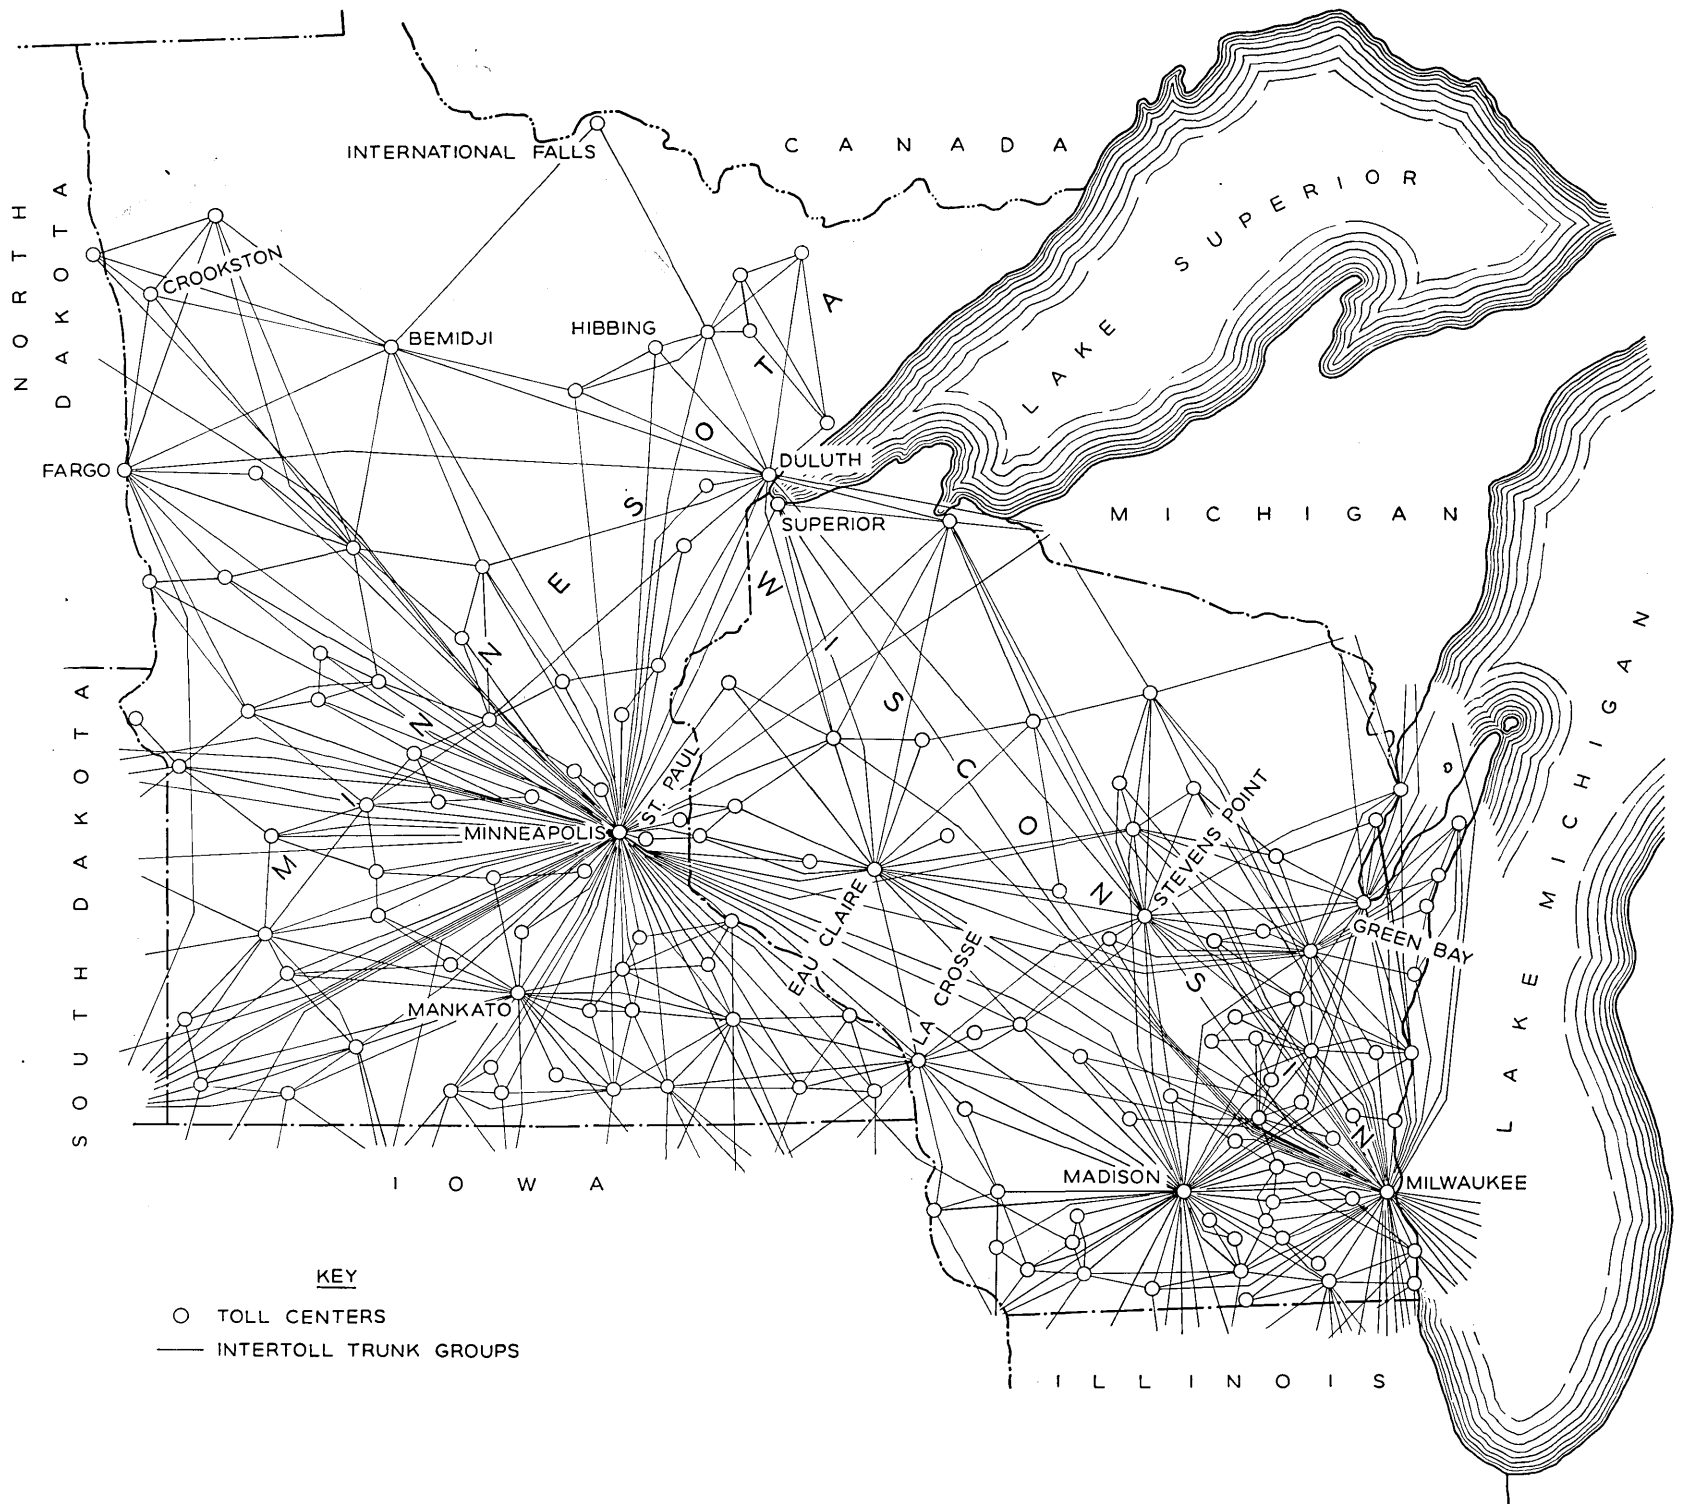 CANADA
INTERNATIONAL FALLS
LAKE SUPERIOR
NORTH
DAKOTA
CROOKSTON
BEMIDJI
HIBBING
FARGO
DULUTH
SUPERIOR
MICHIGAN
MINNESOTA
WISCONSIN
SOUTH DAKOTA
ST. PAUL
MINNEAPOLIS
STEVENS POINT
EAU CLAIRE
GREEN BAY
LA CROSSE
MANKATO
LAKE MICHIGAN
MADISON
MILWAUKEE
IOWA
ILLINOIS
KEY
TOLL CENTERS
INTERTOLL TRUNK GROUPS